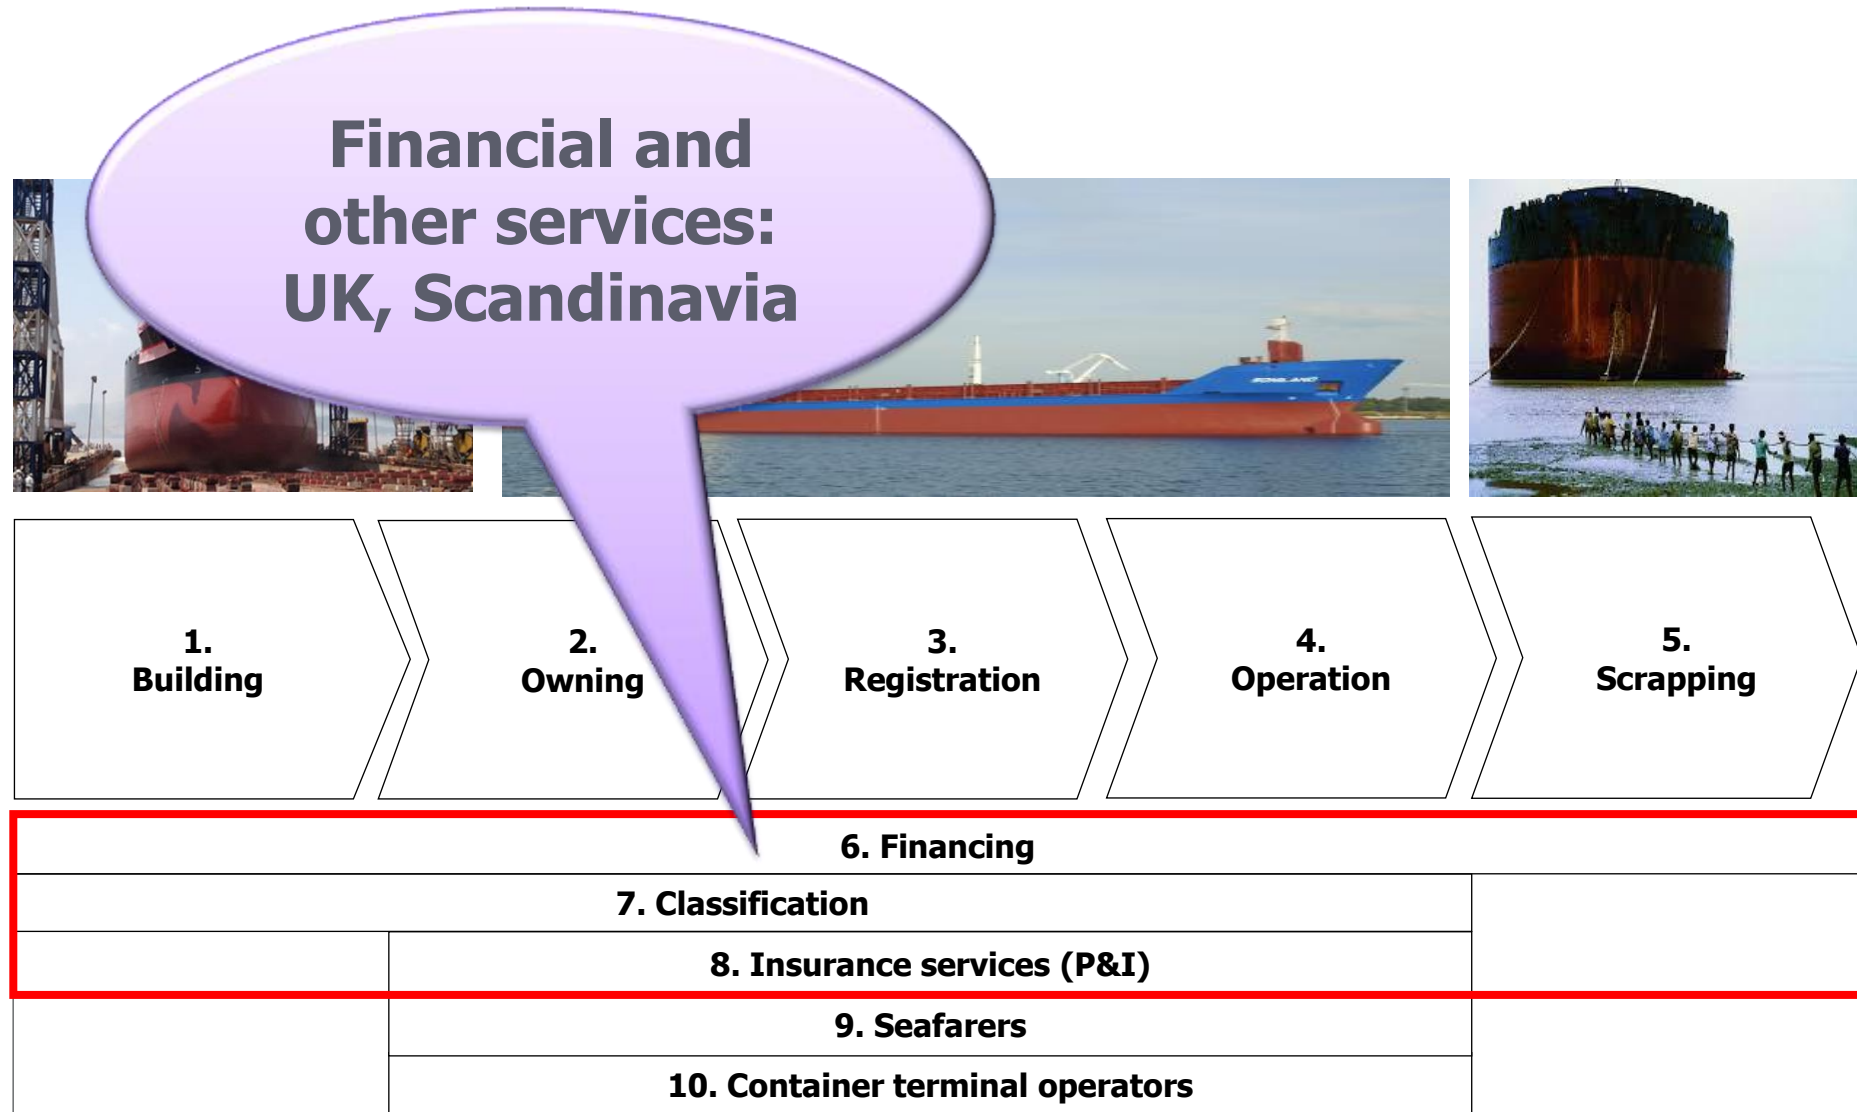 Financial and
other services:
UK, Scandinavia
1.
Building
2.
Owning
3.
Registration
4.
Operation
5.
Scrapping
6. Financing
7. Classification
8. Insurance services (P&I)
9. Seafarers
10. Container terminal operators